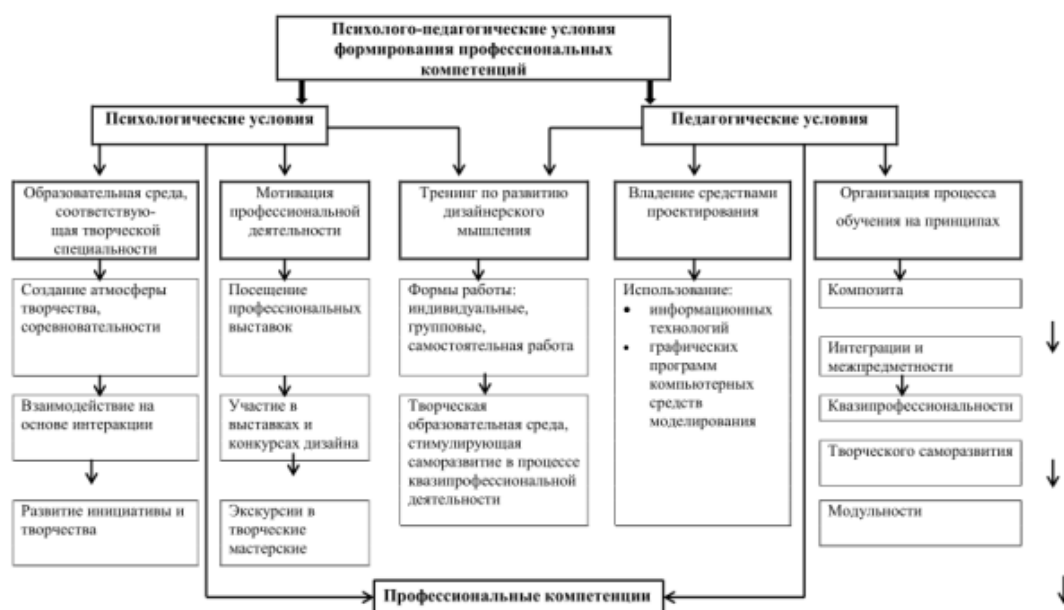 Психолого-педагогические условия
формирования профессиональных
компетенций
Психологические условия
Педагогические условия
Образовательная среда,
соответствую-
щая творческой
специальности
Мотивация
профессиональной
деятельности
Тренинг по развитию
дизайнерского
мышления
Владение средствами
проектирования
Организация процесса
обучения на принципах
Создание атмосферы
творчества,
соревновательности
Посещение
профессиональных
выставок
Формы работы:
индивидуальные,
групповые,
самостоятельная работа
Использование:
• информационных
технологий
• графических
программ
компьютерных
средств
моделирования
Композита
Интеграции и
межпредметности
Взаимодействие на
основе интеракции
Участие в
выставках и
конкурсах дизайна
Творческая
образовательная среда,
стимулирующая
саморазвитие в процессе
квазипрофессиональной
деятельности
Квазипрофессиональности
Творческого саморазвития
Развитие инициативы и
творчества
Экскурсии в
творческие
мастерские
Модульности
Профессиональные компетенции